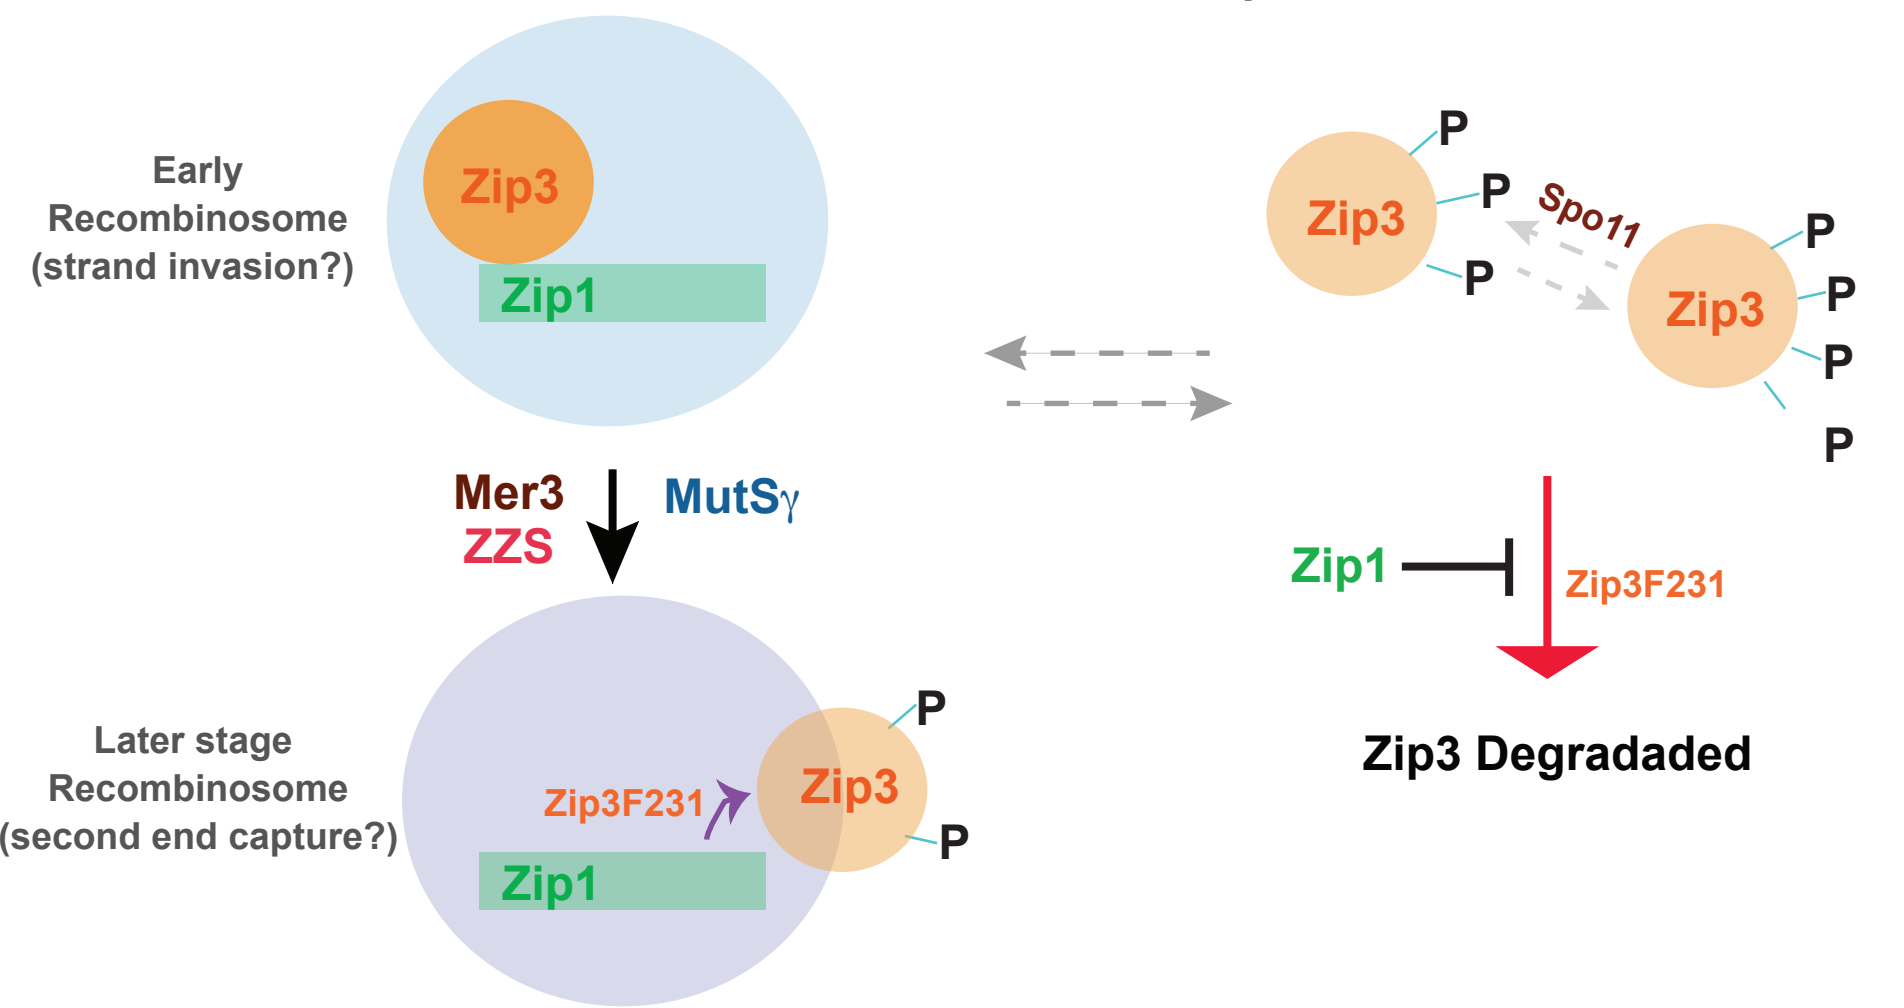 Early
Recombinosome
(strand invasion?)
Zip3
Zip1
P
P
P
Zip3
Spo11
P
P
P
P
Zip3
Mer3
ZZS
MutSγ
Zip1
Zip3F231
Zip3 Degradaded
Later stage
Recombinosome
(second end capture?)
Zip3F231
Zip3
P
P
Zip1